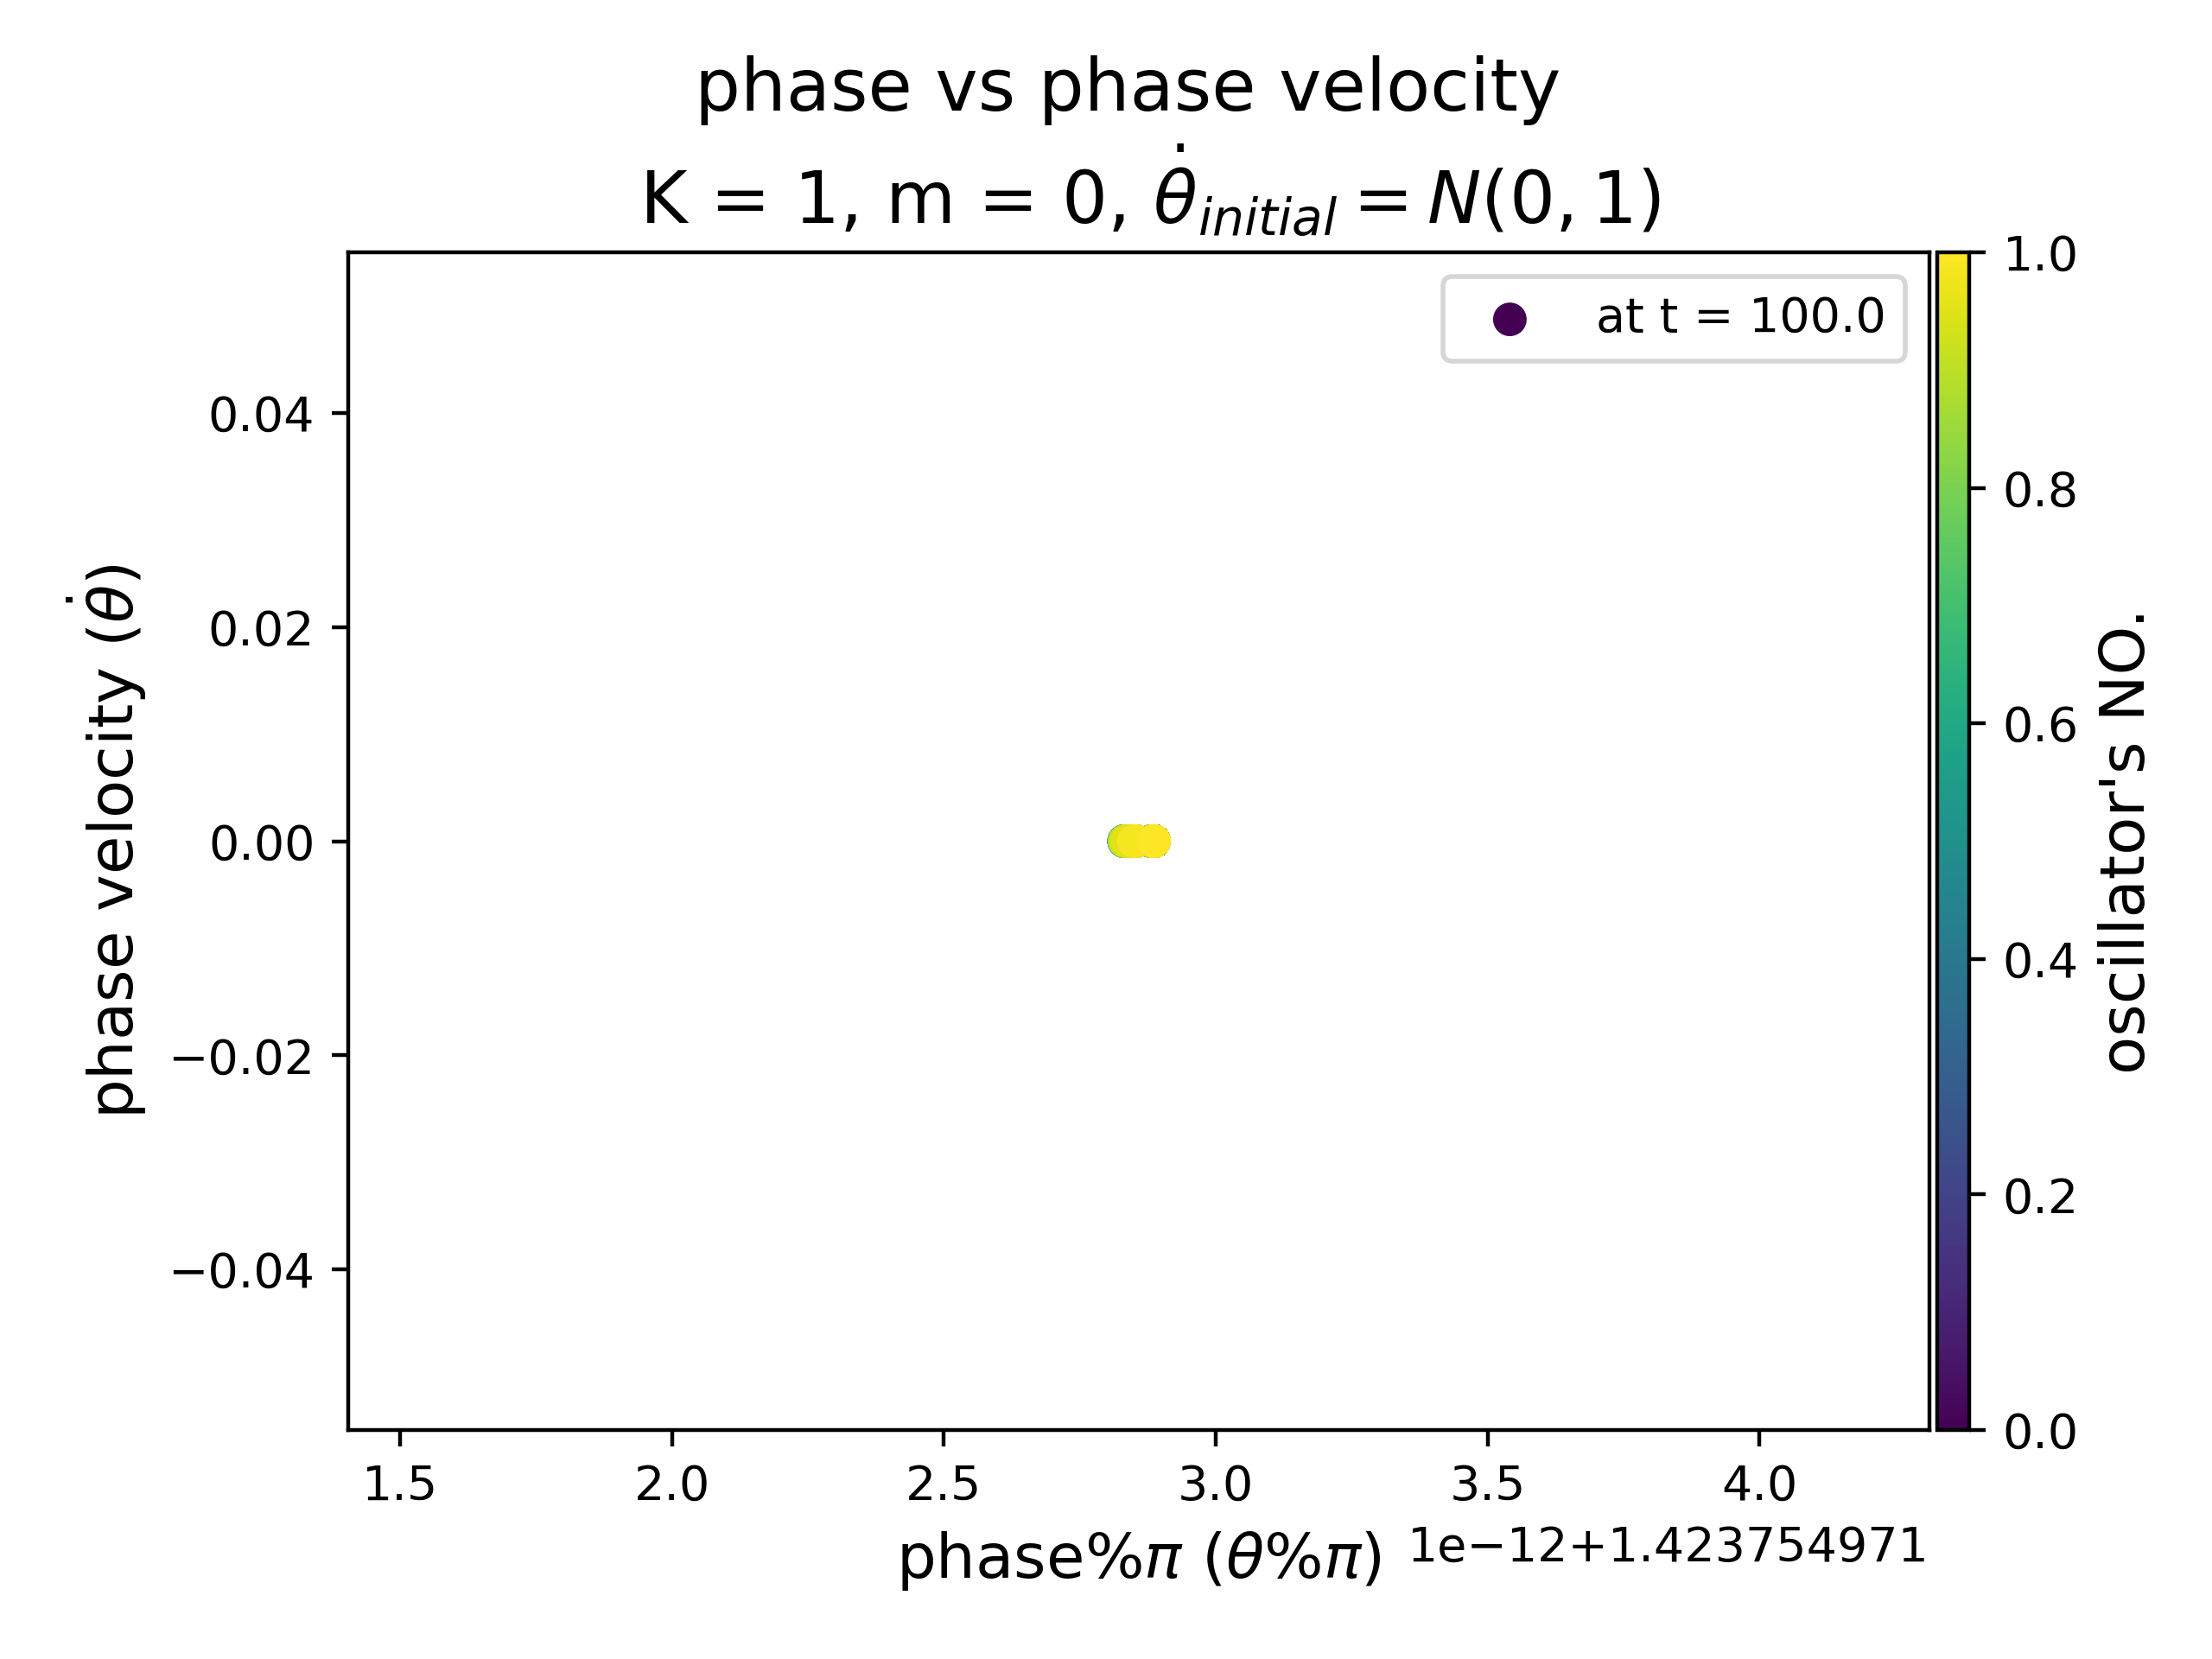 phase vs phase velocity
K = 1, m = 0, θ̇initial = N(0, 1)
at t = 100.0
phase velocity (θ̇)
0.04
0.02
0.00
−0.02
−0.04
1.5 2.0 2.5 3.0 3.5 4.0
1e−12+1.423754971
phase%π (θ%π)
1.0
0.8
0.6
0.4
0.2
0.0
oscillator's NO.